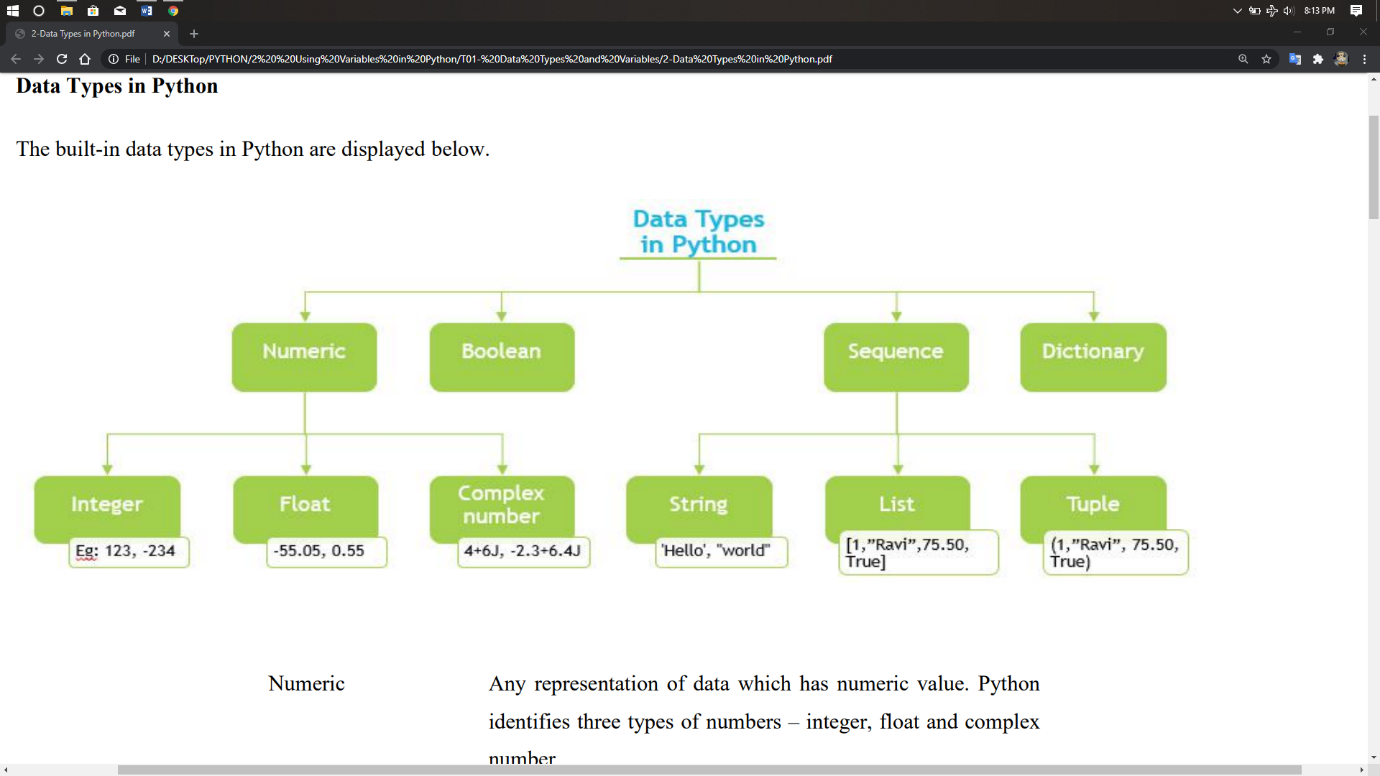 8:13 PM
2-Data Types in Python.pdf
File | D:/DESKTop/PYTHON/2%20%20Using%20Variables%20in%20Python/T01-%20Data%20Types%20and%20Variables/2-Data%20Types%20in%20Python.pdf
Data Types in Python
The built-in data types in Python are displayed below.
Data Types
in Python
Numeric
Boolean
Sequence
Dictionary
Integer
Eg: 123, -234
Float
-55.05, 0.55
Complex
number
4+6J, -2.3+6.4J
String
'Hello', "world"
List
[1,”Ravi”,75.50,
True]
Tuple
(1,”Ravi”, 75.50,
True)
Numeric
Any representation of data which has numeric value. Python
identifies three types of numbers – integer, float and complex
number